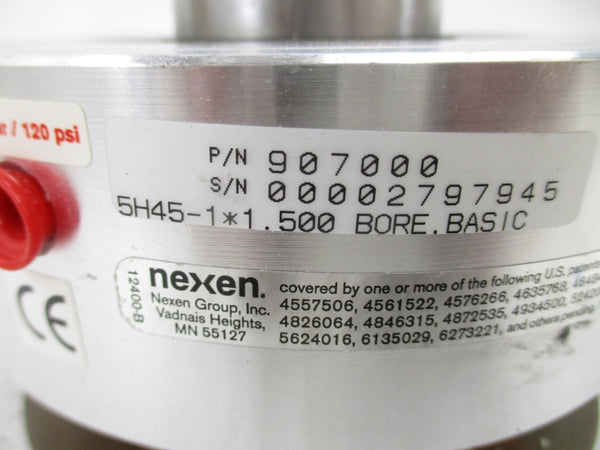 / 120 psi
P/N 907000
S/N 00002797945
5H45-1*1.500 BORE,BASIC
CE
12400-B
nexen.
Nexen Group, Inc.
Vadnais Heights,
MN 55127
covered by one or more of the following U.S. patents
4557506, 4561522, 4576266, 4635768,
4826064, 4846315, 4872535, 4934500,
5624016, 6135029, 6273221, and others pending.